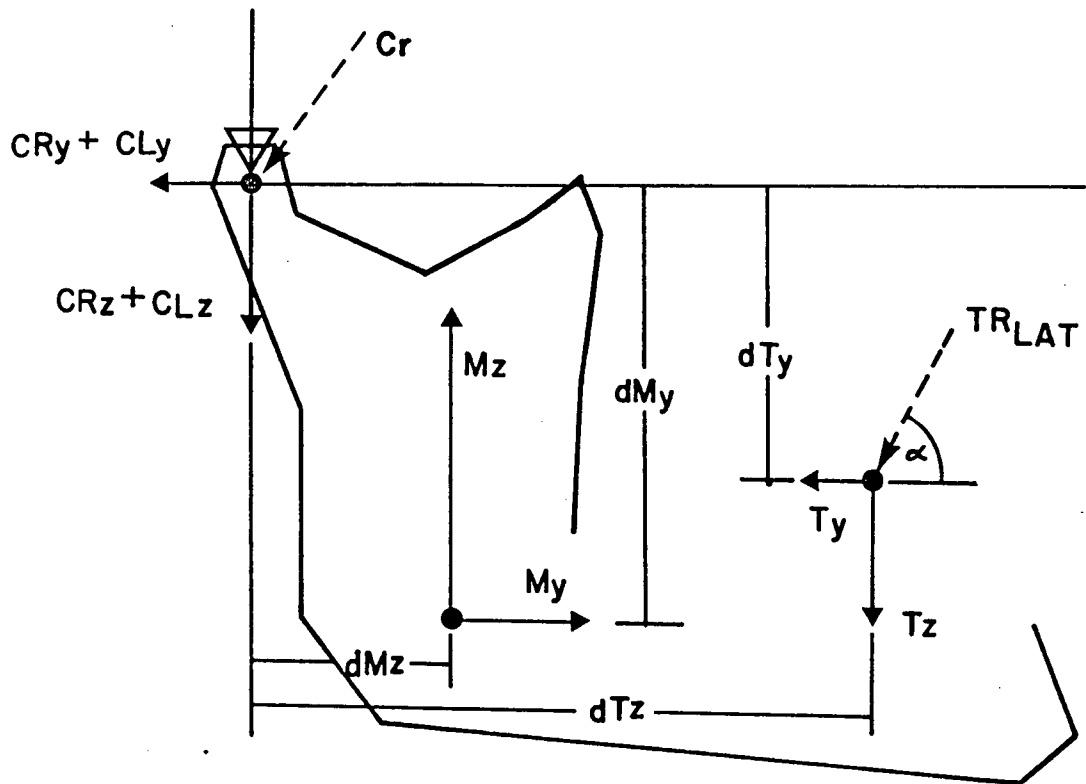 Cr
CRy + CLy
CRz + CLz
Mz
dMy
dTy
TRLAT
α
Ty
My
Tz
dMz
dTz